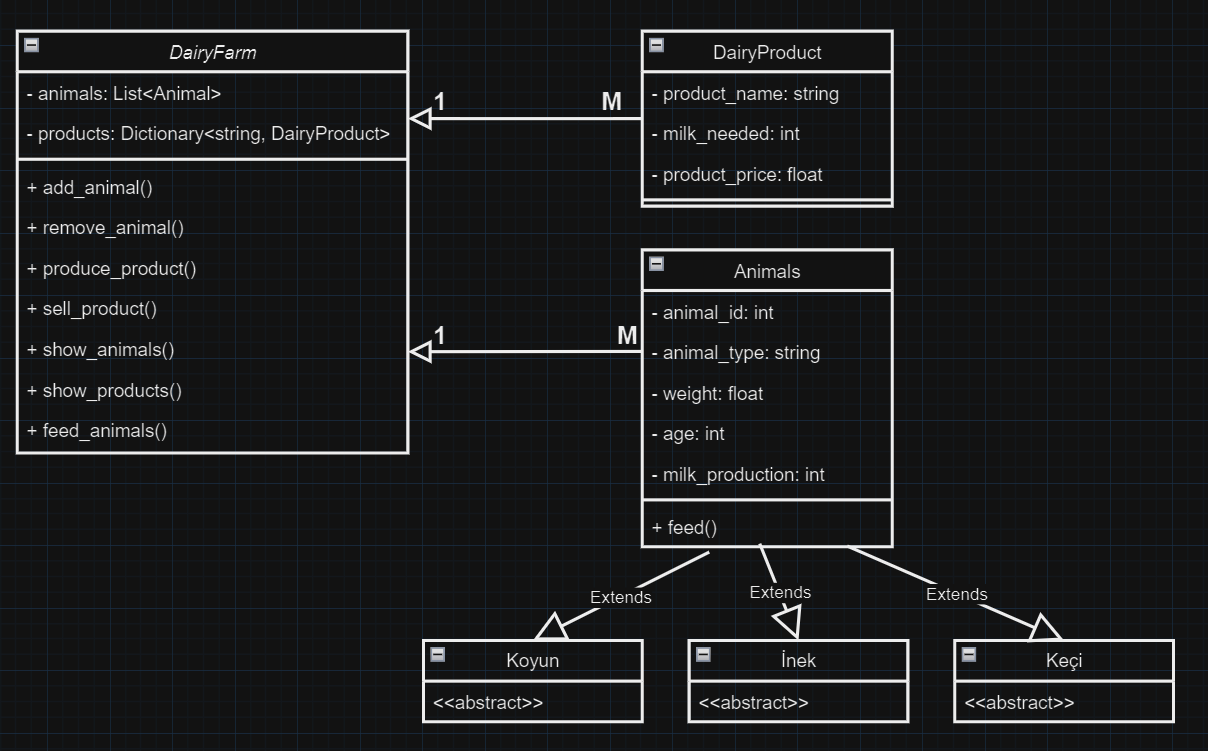 DairyFarm
- animals: List<Animal>
- products: Dictionary<string, DairyProduct>
+ add_animal()
+ remove_animal()
+ produce_product()
+ sell_product()
+ show_animals()
+ show_products()
+ feed_animals()
1
M
DairyProduct
- product_name: string
- milk_needed: int
- product_price: float
1
M
Animals
- animal_id: int
- animal_type: string
- weight: float
- age: int
- milk_production: int
+ feed()
Extends
Extends
Extends
Koyun
<<abstract>>
İnek
<<abstract>>
Keçi
<<abstract>>